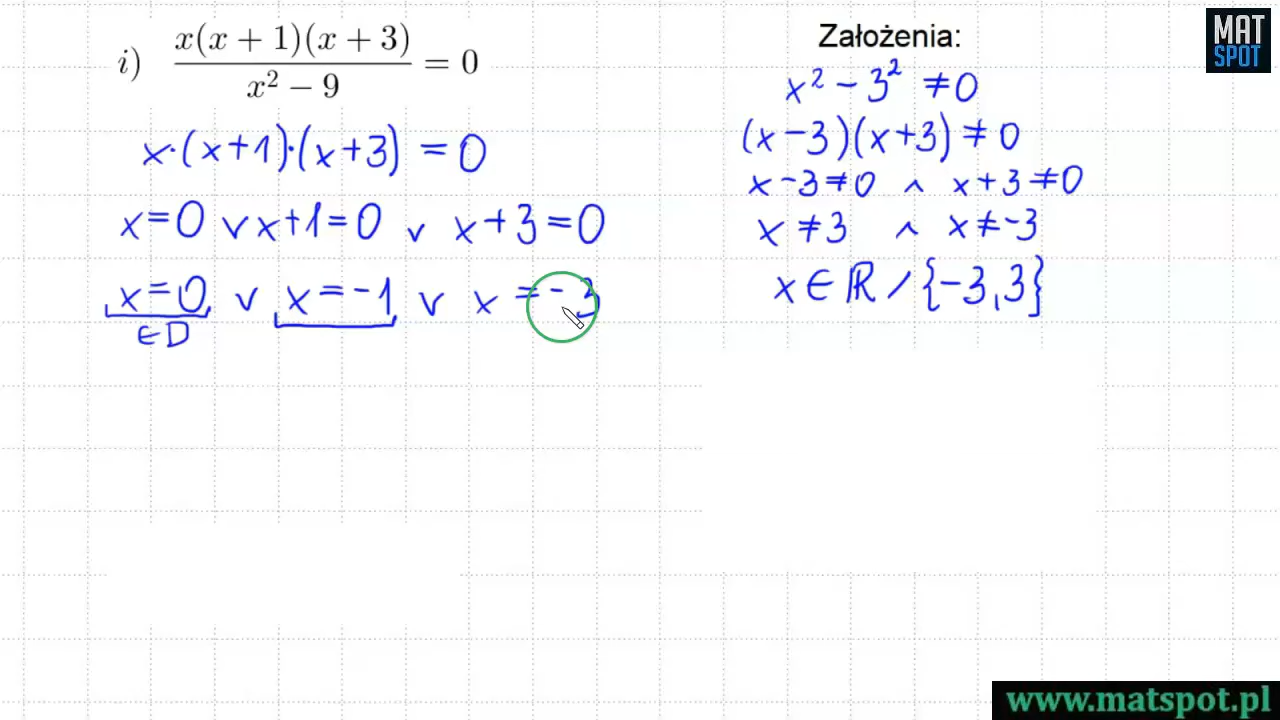 i) x(x + 1)(x + 3) / x² − 9 = 0
x·(x+1)·(x+3) = 0
x=0 ∨ x+1=0 ∨ x+3=0
x=0 ∨ x=-1 ∨ x=-3
∈D
Założenia:
x² - 3² ≠0
(x-3)(x+3)≠0
x-3≠0 ∧ x+3≠0
x≠3 ∧ x≠-3
x∈ℝ/{-3,3}
MAT
SPOT
www.matspot.pl